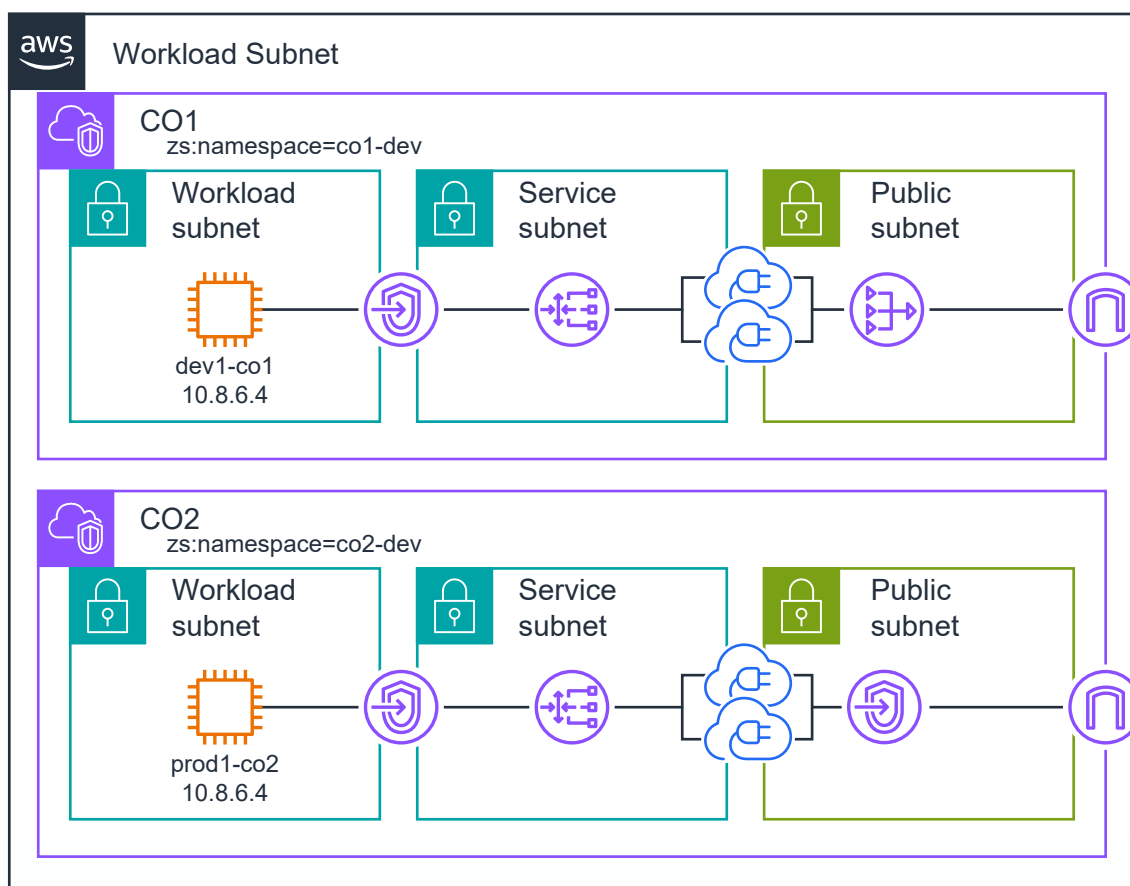 aws
Workload Subnet
CO1
zs:namespace=co1-dev
Workload
subnet
Service
subnet
Public
subnet
dev1-co1
10.8.6.4
CO2
zs:namespace=co2-dev
Workload
subnet
Service
subnet
Public
subnet
prod1-co2
10.8.6.4